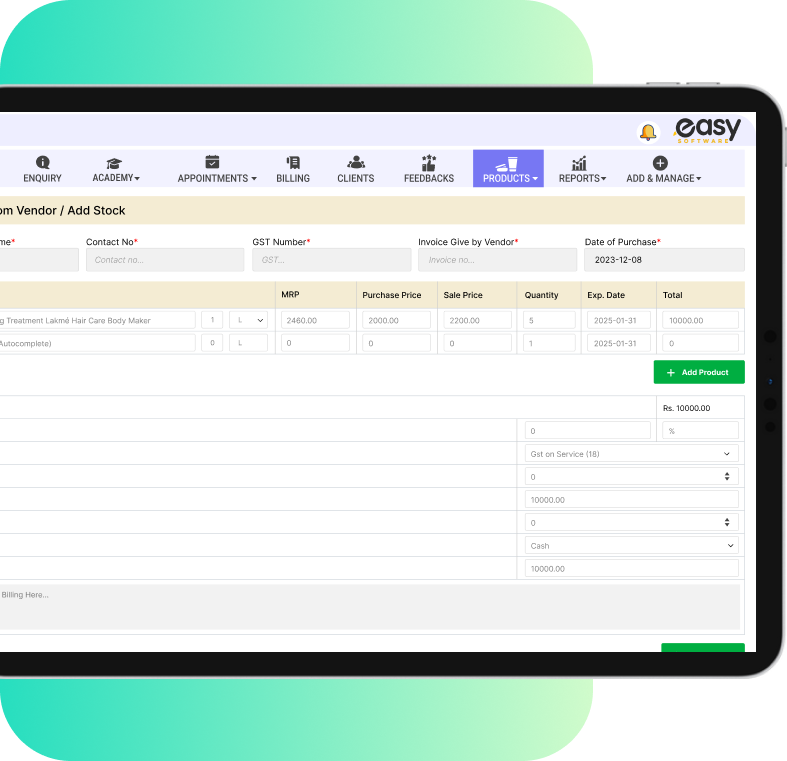 easy
SOFTWARE
ENQUIRY ACADEMY APPOINTMENTS BILLING CLIENTS FEEDBACKS PRODUCTS REPORTS ADD & MANAGE
om Vendor / Add Stock
me* Contact No* GST Number* Invoice Give by Vendor* Date of Purchase*
Contact no... GST... Invoice no... 2023-12-08
MRP Purchase Price Sale Price Quantity Exp. Date Total
g Treatment Lakmé Hair Care Body Maker 1 L 2460.00 2000.00 2200.00 5 2025-01-31 10000.00
Autocomplete) 0 L 0 0 0 1 2025-01-31 0
+ Add Product
Rs. 10000.00
0 %
Gst on Service (18)
0
10000.00
0
Cash
10000.00
Billing Here...